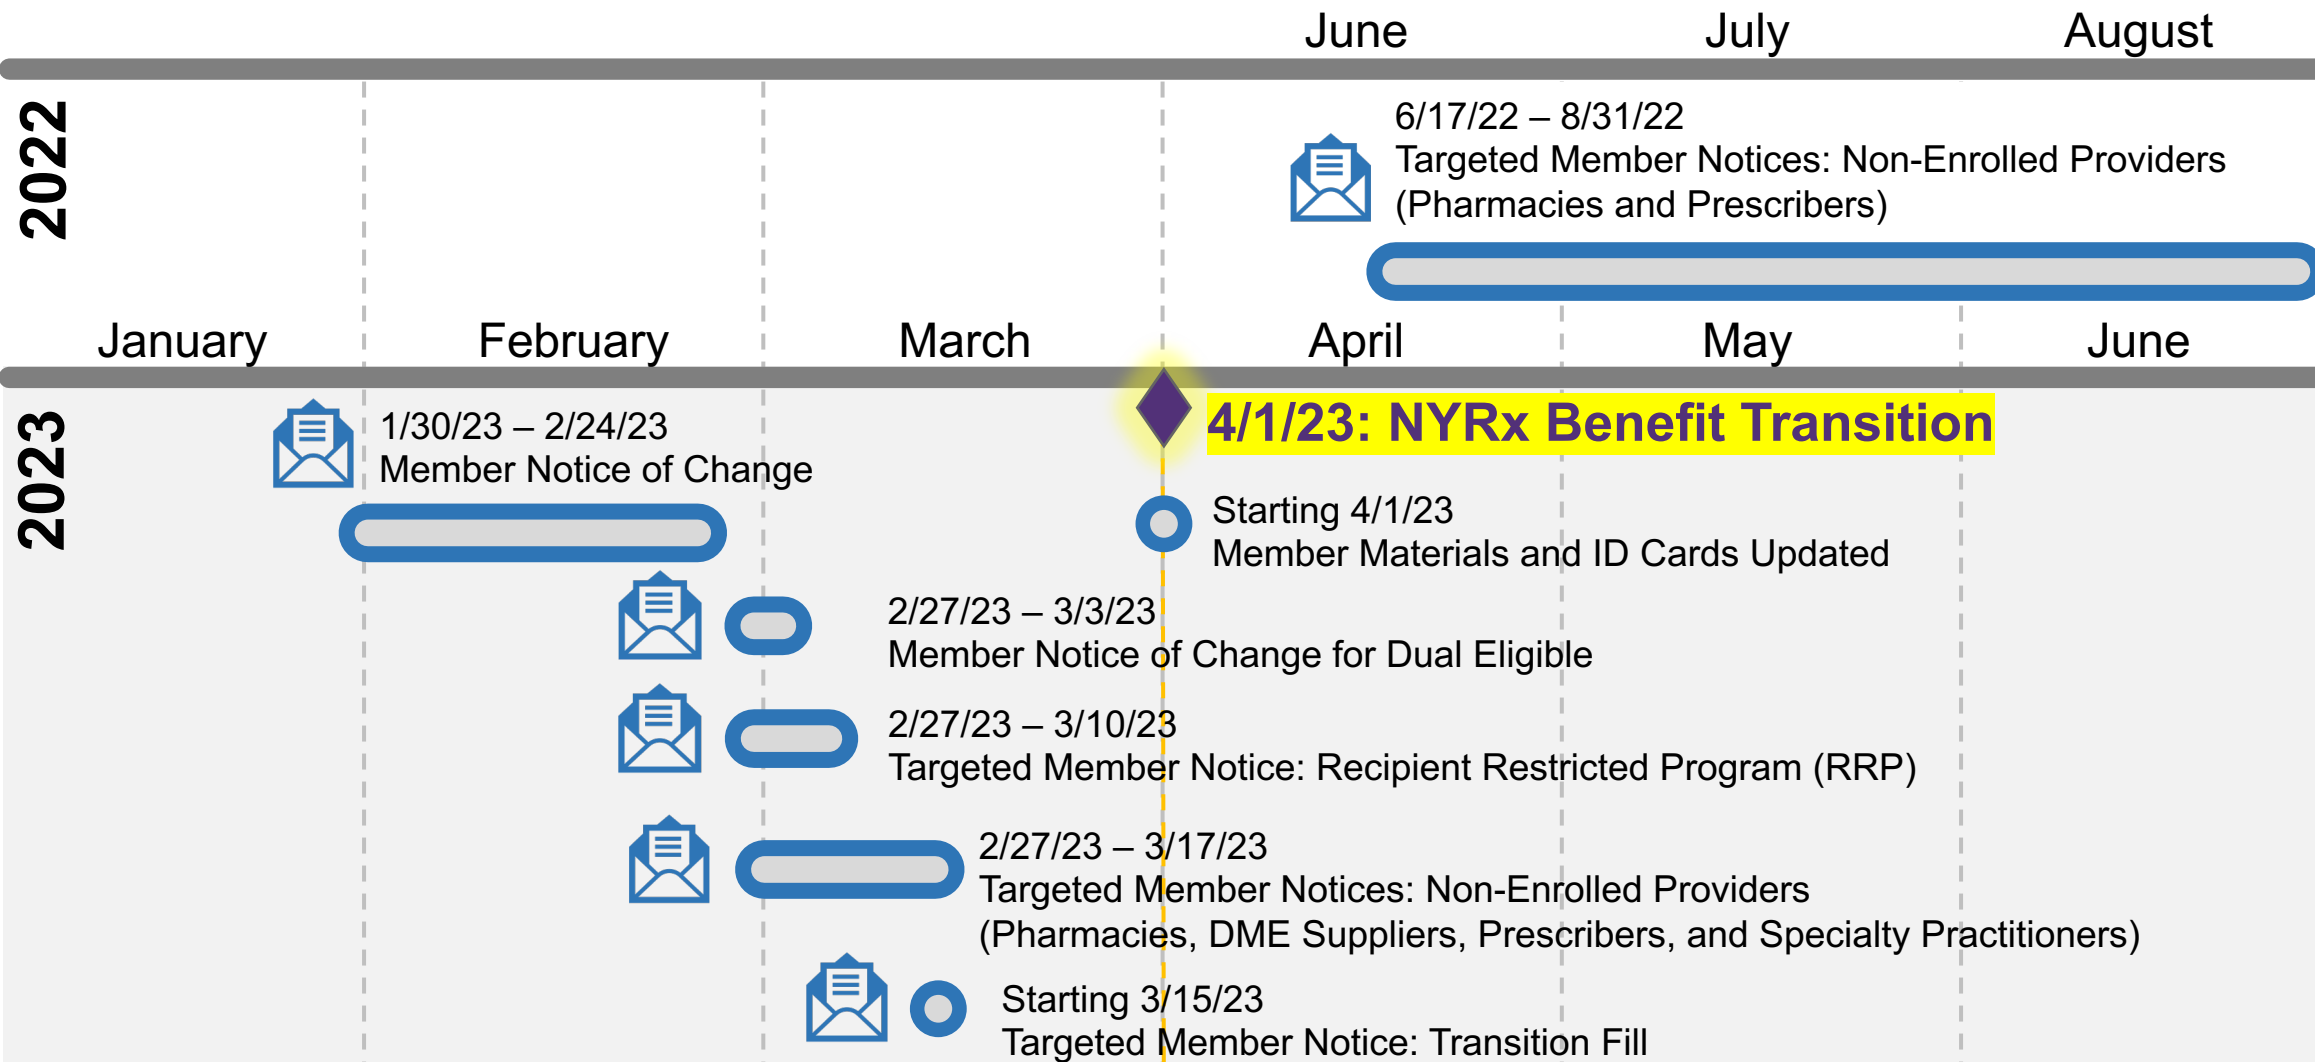 June July August
2022
6/17/22 – 8/31/22
Targeted Member Notices: Non-Enrolled Providers
(Pharmacies and Prescribers)
January February March April May June
2023
1/30/23 – 2/24/23
Member Notice of Change
4/1/23: NYRx Benefit Transition
Starting 4/1/23
Member Materials and ID Cards Updated
2/27/23 – 3/3/23
Member Notice of Change for Dual Eligible
2/27/23 – 3/10/23
Targeted Member Notice: Recipient Restricted Program (RRP)
2/27/23 – 3/17/23
Targeted Member Notices: Non-Enrolled Providers
(Pharmacies, DME Suppliers, Prescribers, and Specialty Practitioners)
Starting 3/15/23
Targeted Member Notice: Transition Fill